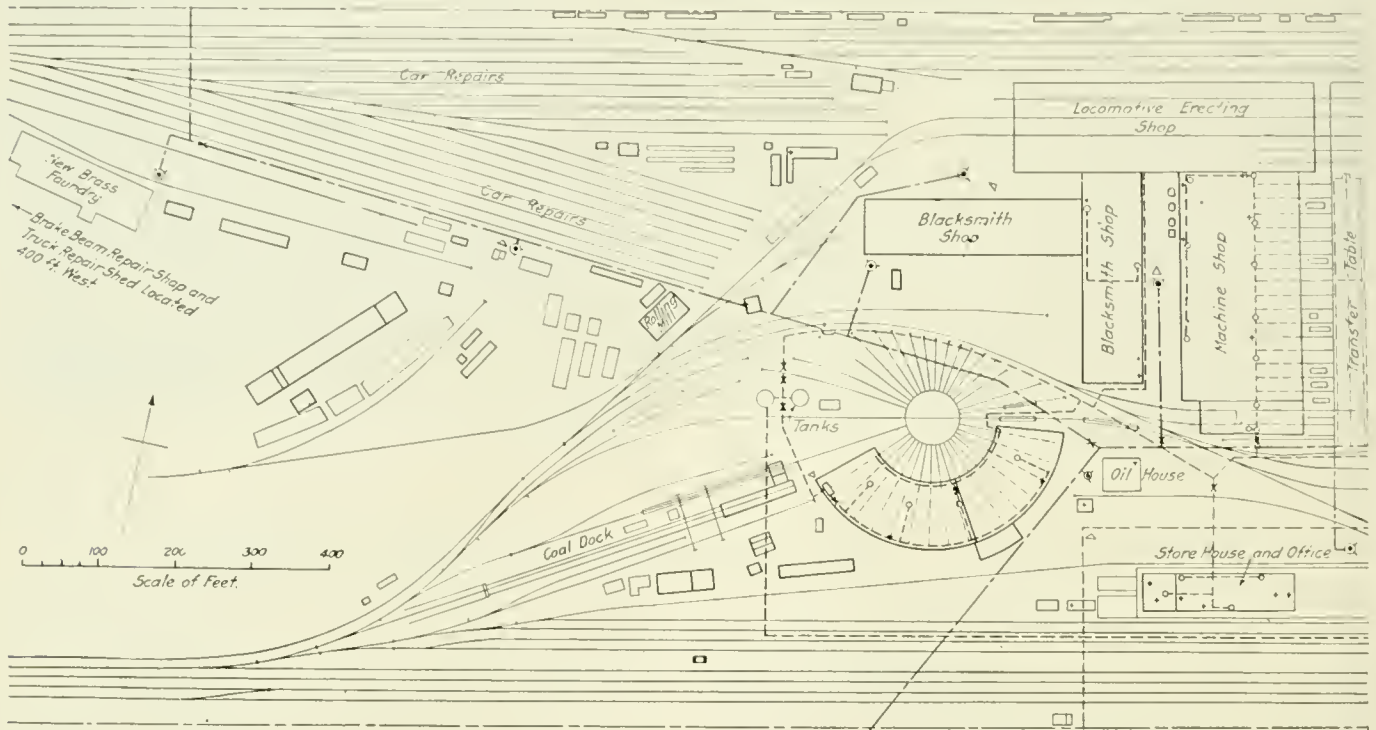 Car Repairs
Locomotive Erecting
Shop
New Brass
Foundry
Car Repairs
Blacksmith
Shop
Blacksmith Shop
Machine Shop
Transfer Table
Brake Beam Repair Shop and
Truck Repair Shed Located
400 ft. West
Rolling
Mill
Tanks
Oil House
Coal Dock
Store House and Office
0 100 200 300 400
Scale of Feet.